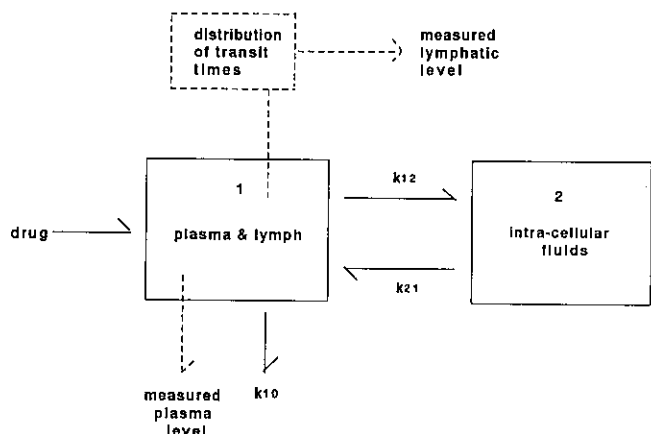 distribution
of transit
times
measured
lymphatic
level
1
plasma & lymph
k12
2
intra-cellular
fluids
drug
k21
measured
plasma
level
k10